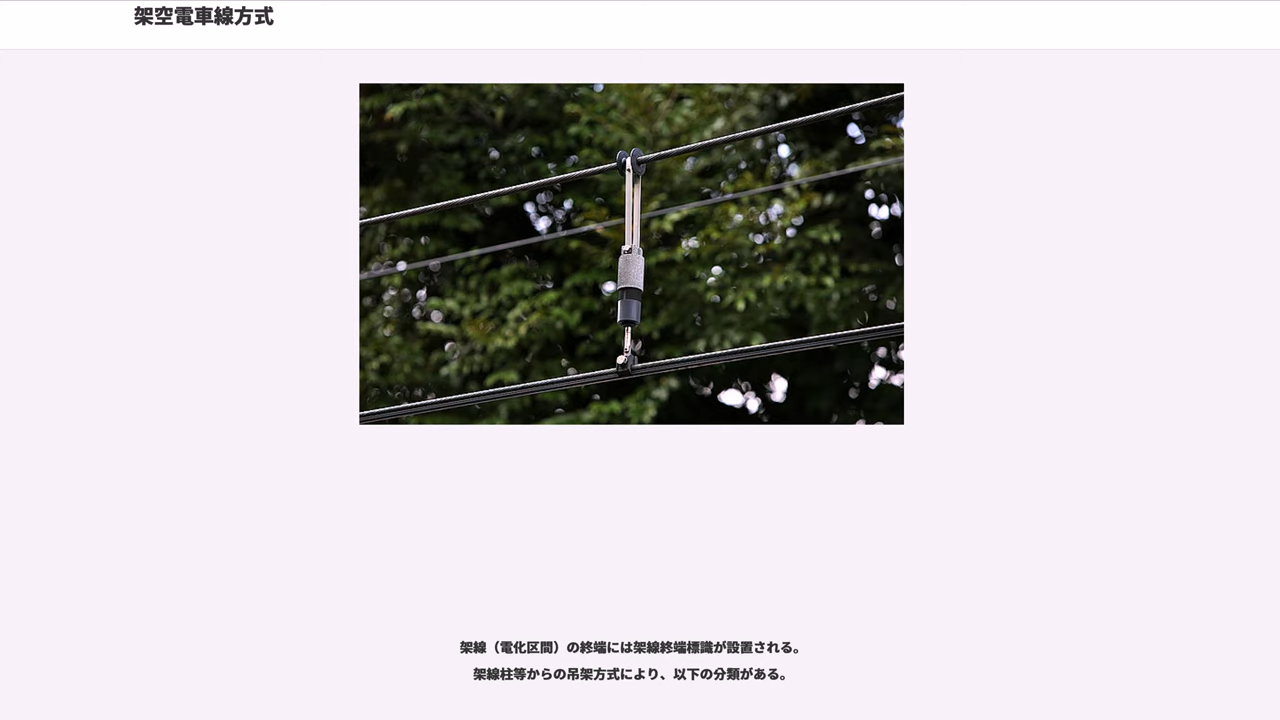 架空電車線方式
架線（電化区間）の終端には架線終端標識が設置される。
架線柱等からの吊架方式により、以下の分類がある。